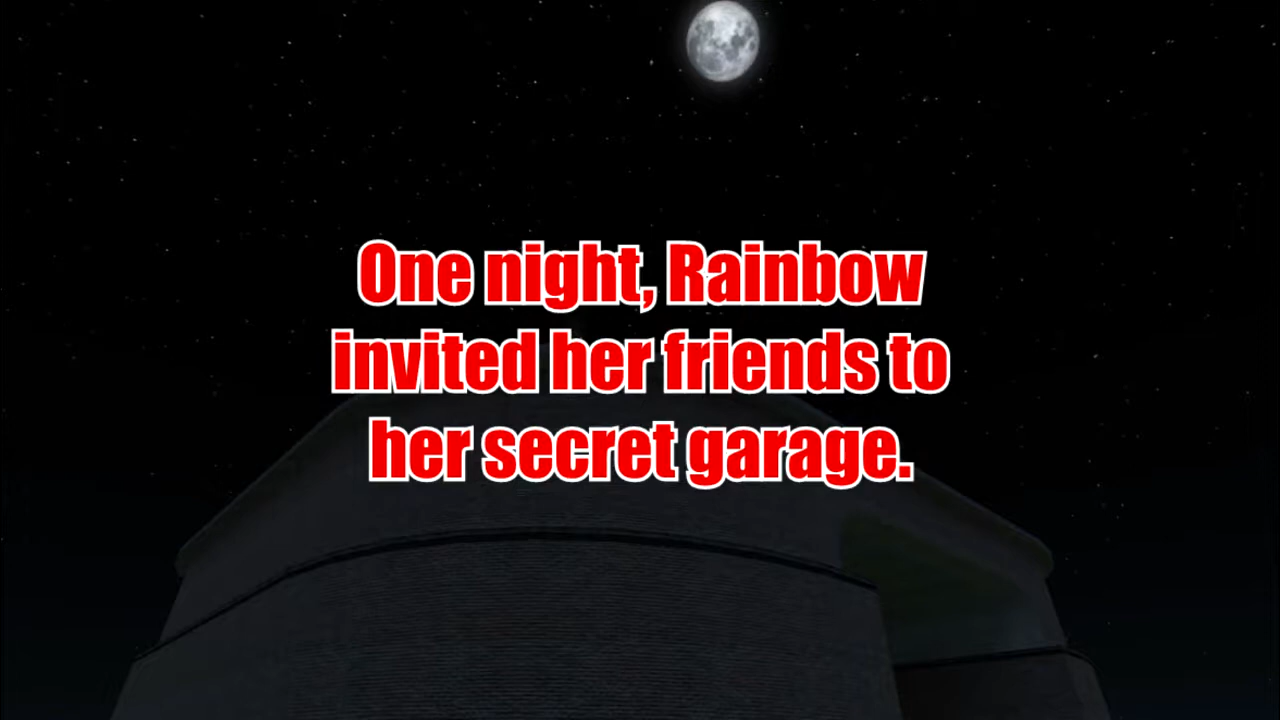 One night, Rainbow
invited her friends to
her secret garage.